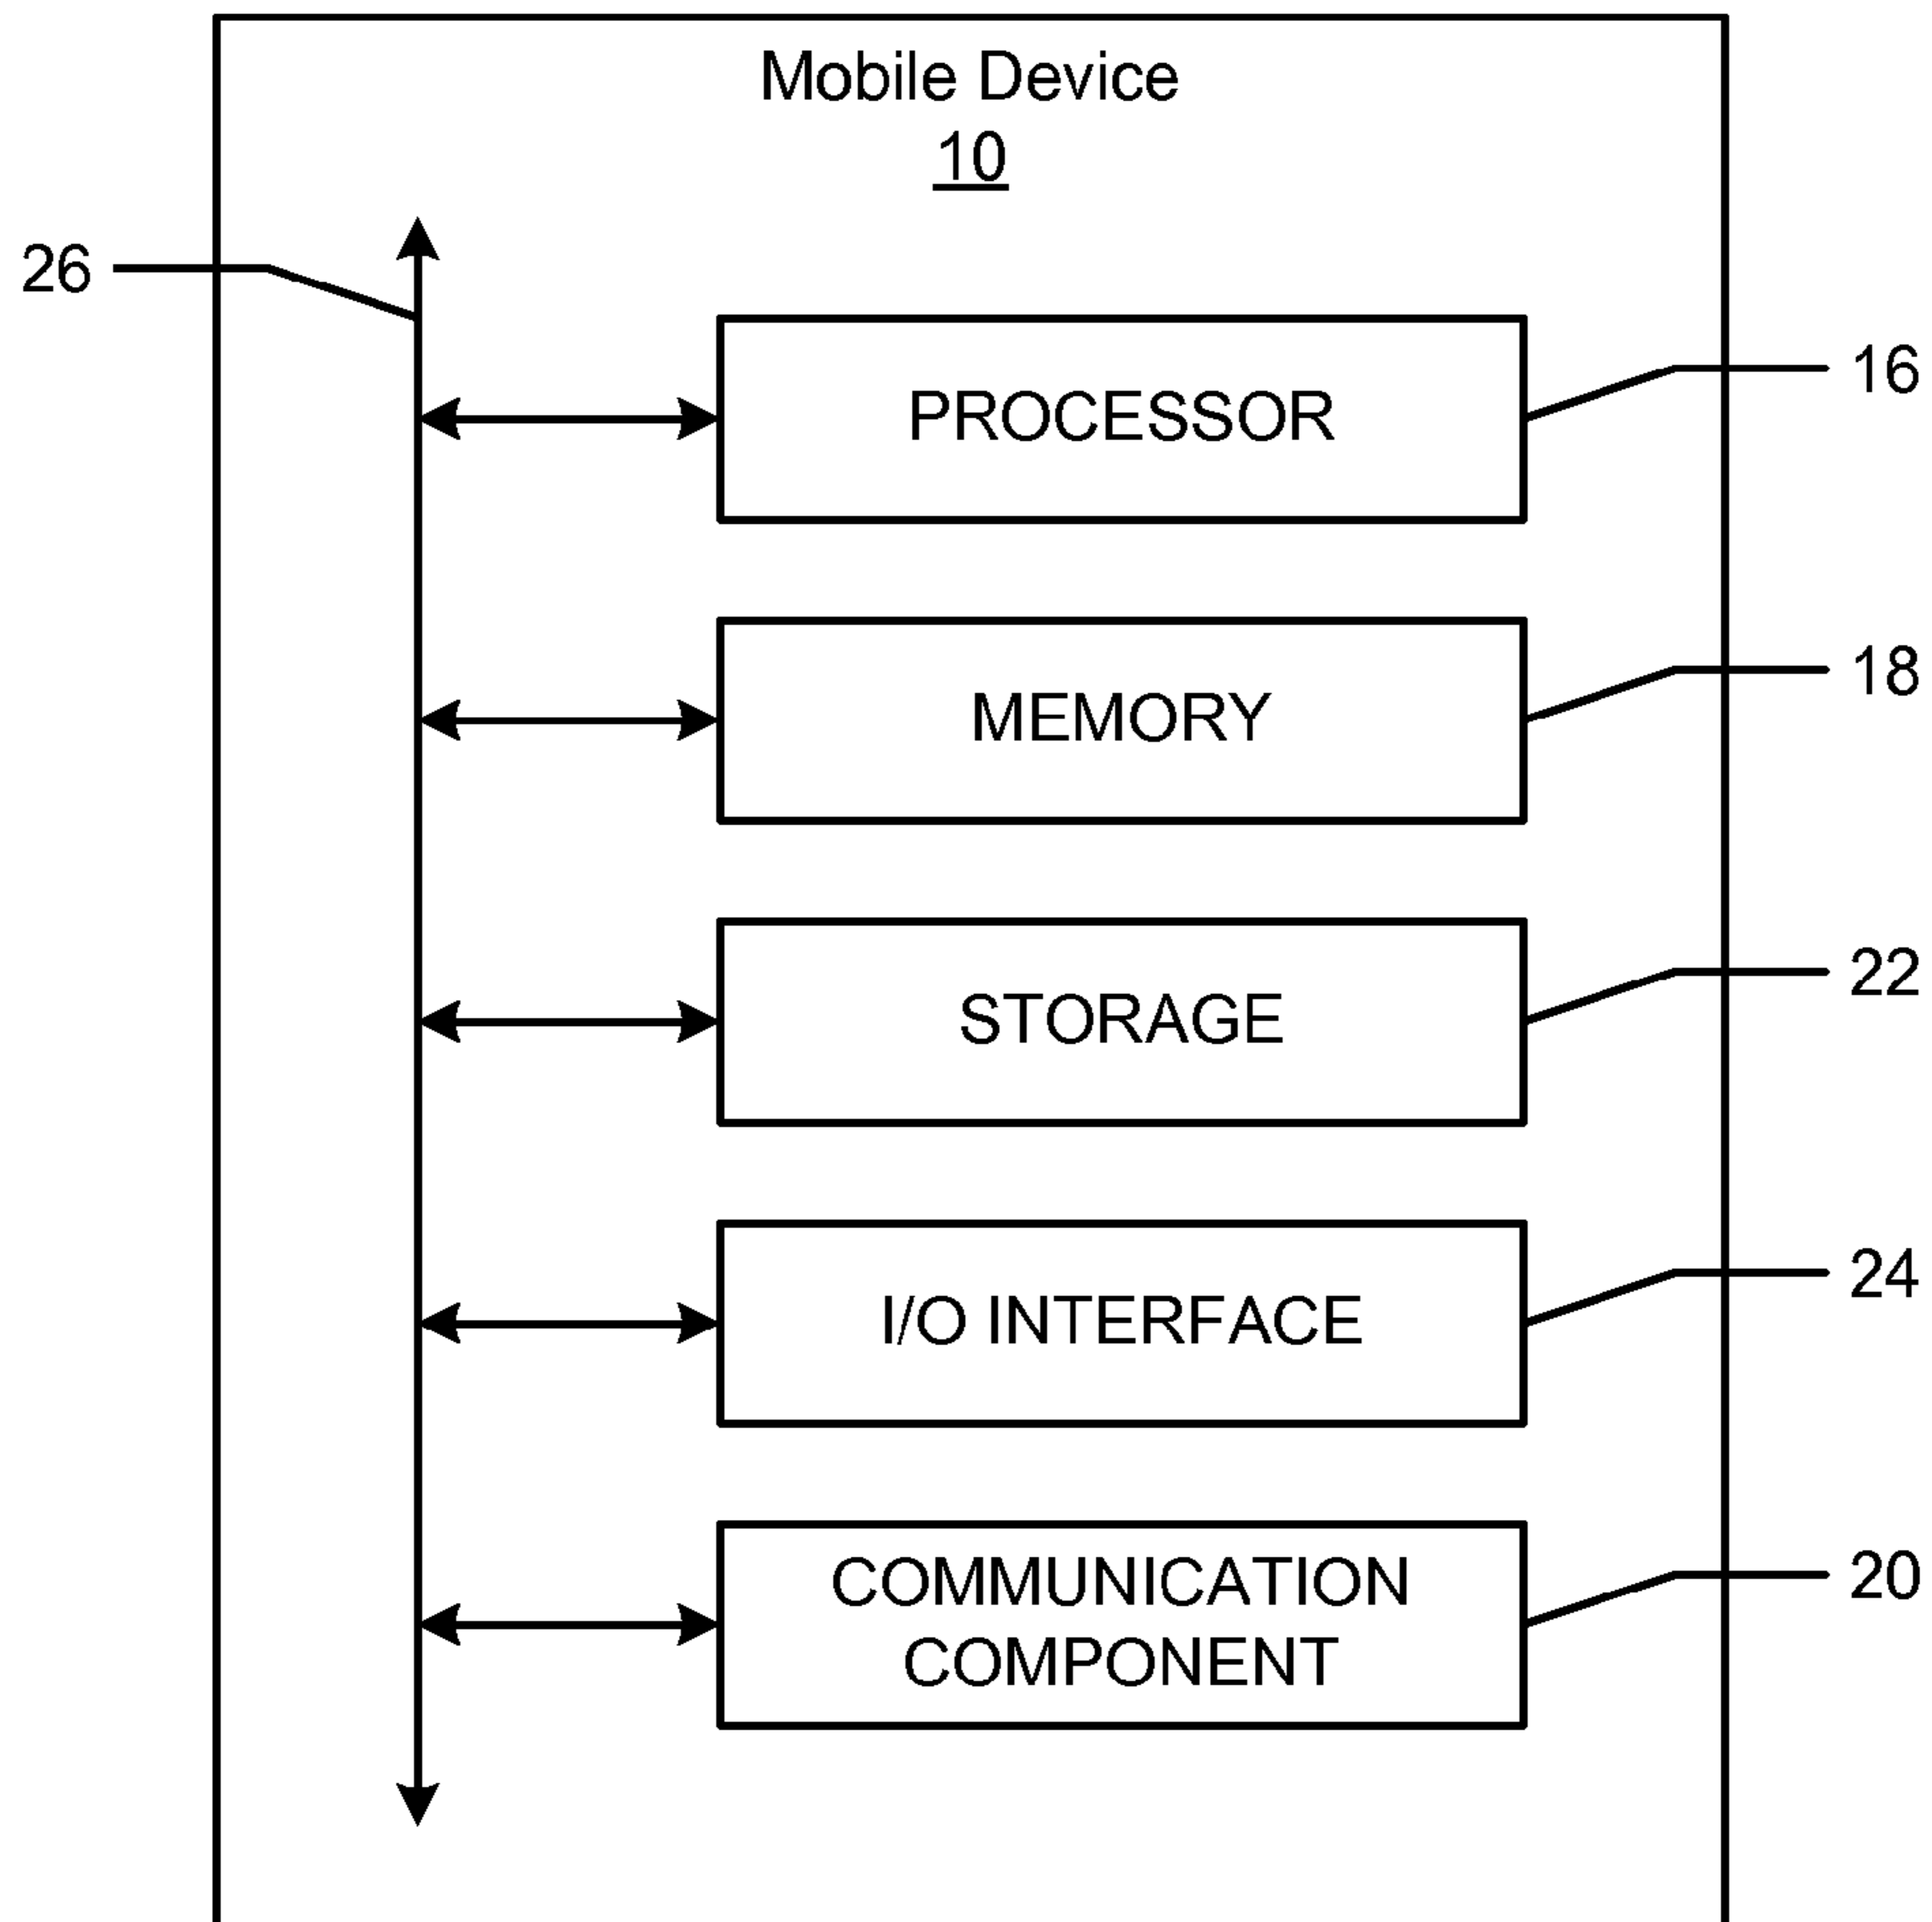 Mobile Device
10
26
PROCESSOR
16
MEMORY
18
STORAGE
22
I/O INTERFACE
24
COMMUNICATION
COMPONENT
20